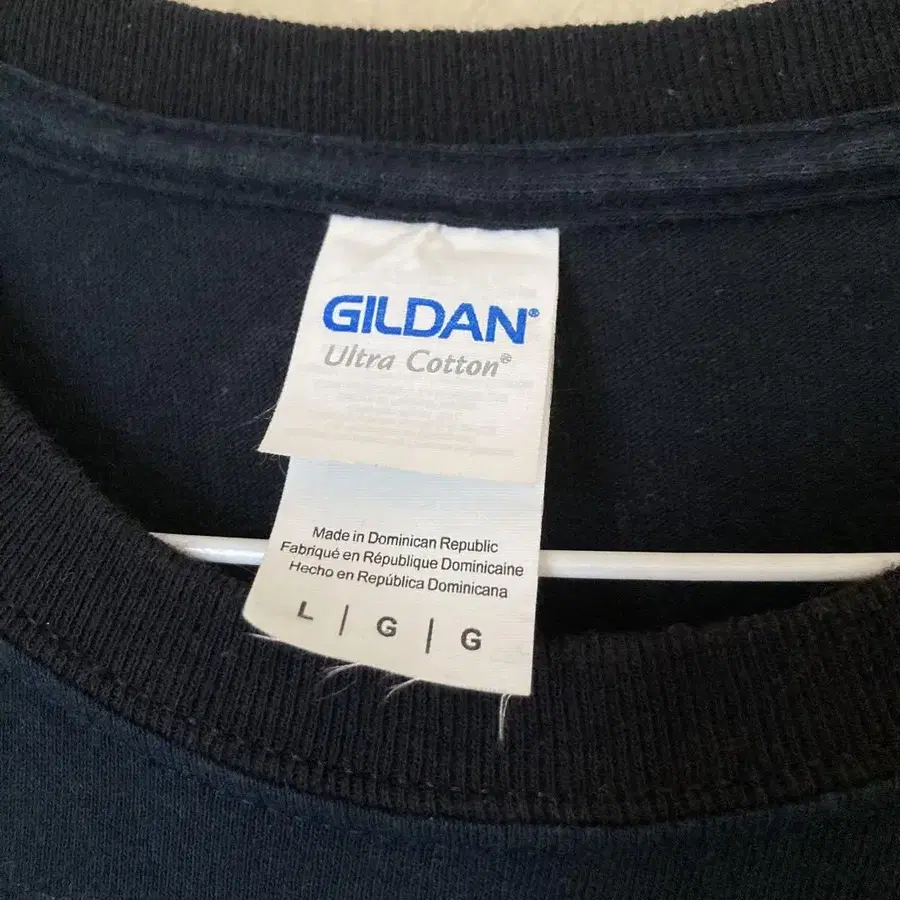 GILDAN®
Ultra Cotton®
Made in Dominican Republic
Fabriqué en République Dominicaine
Hecho en República Dominicana
L | G | G